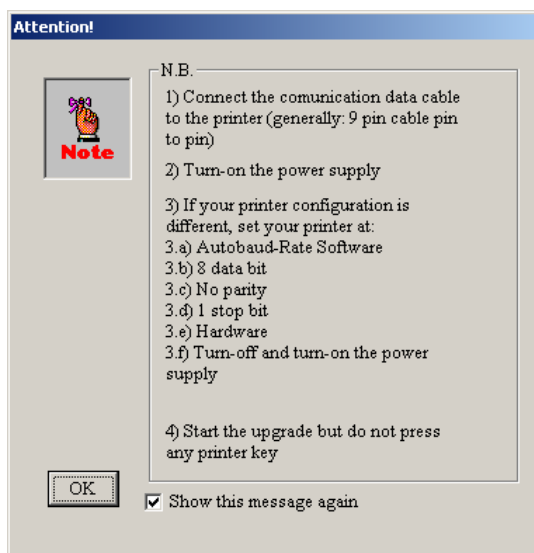 Attention!
Note
N.B.
1) Connect the comunication data cable
to the printer (generally: 9 pin cable pin
to pin)
2) Turn-on the power supply
3) If your printer configuration is
different, set your printer at:
3.a) Autobaud-Rate Software
3.b) 8 data bit
3.c) No parity
3.d) 1 stop bit
3.e) Hardware
3.f) Turn-off and turn-on the power
supply
4) Start the upgrade but do not press
any printer key
OK
Show this message again